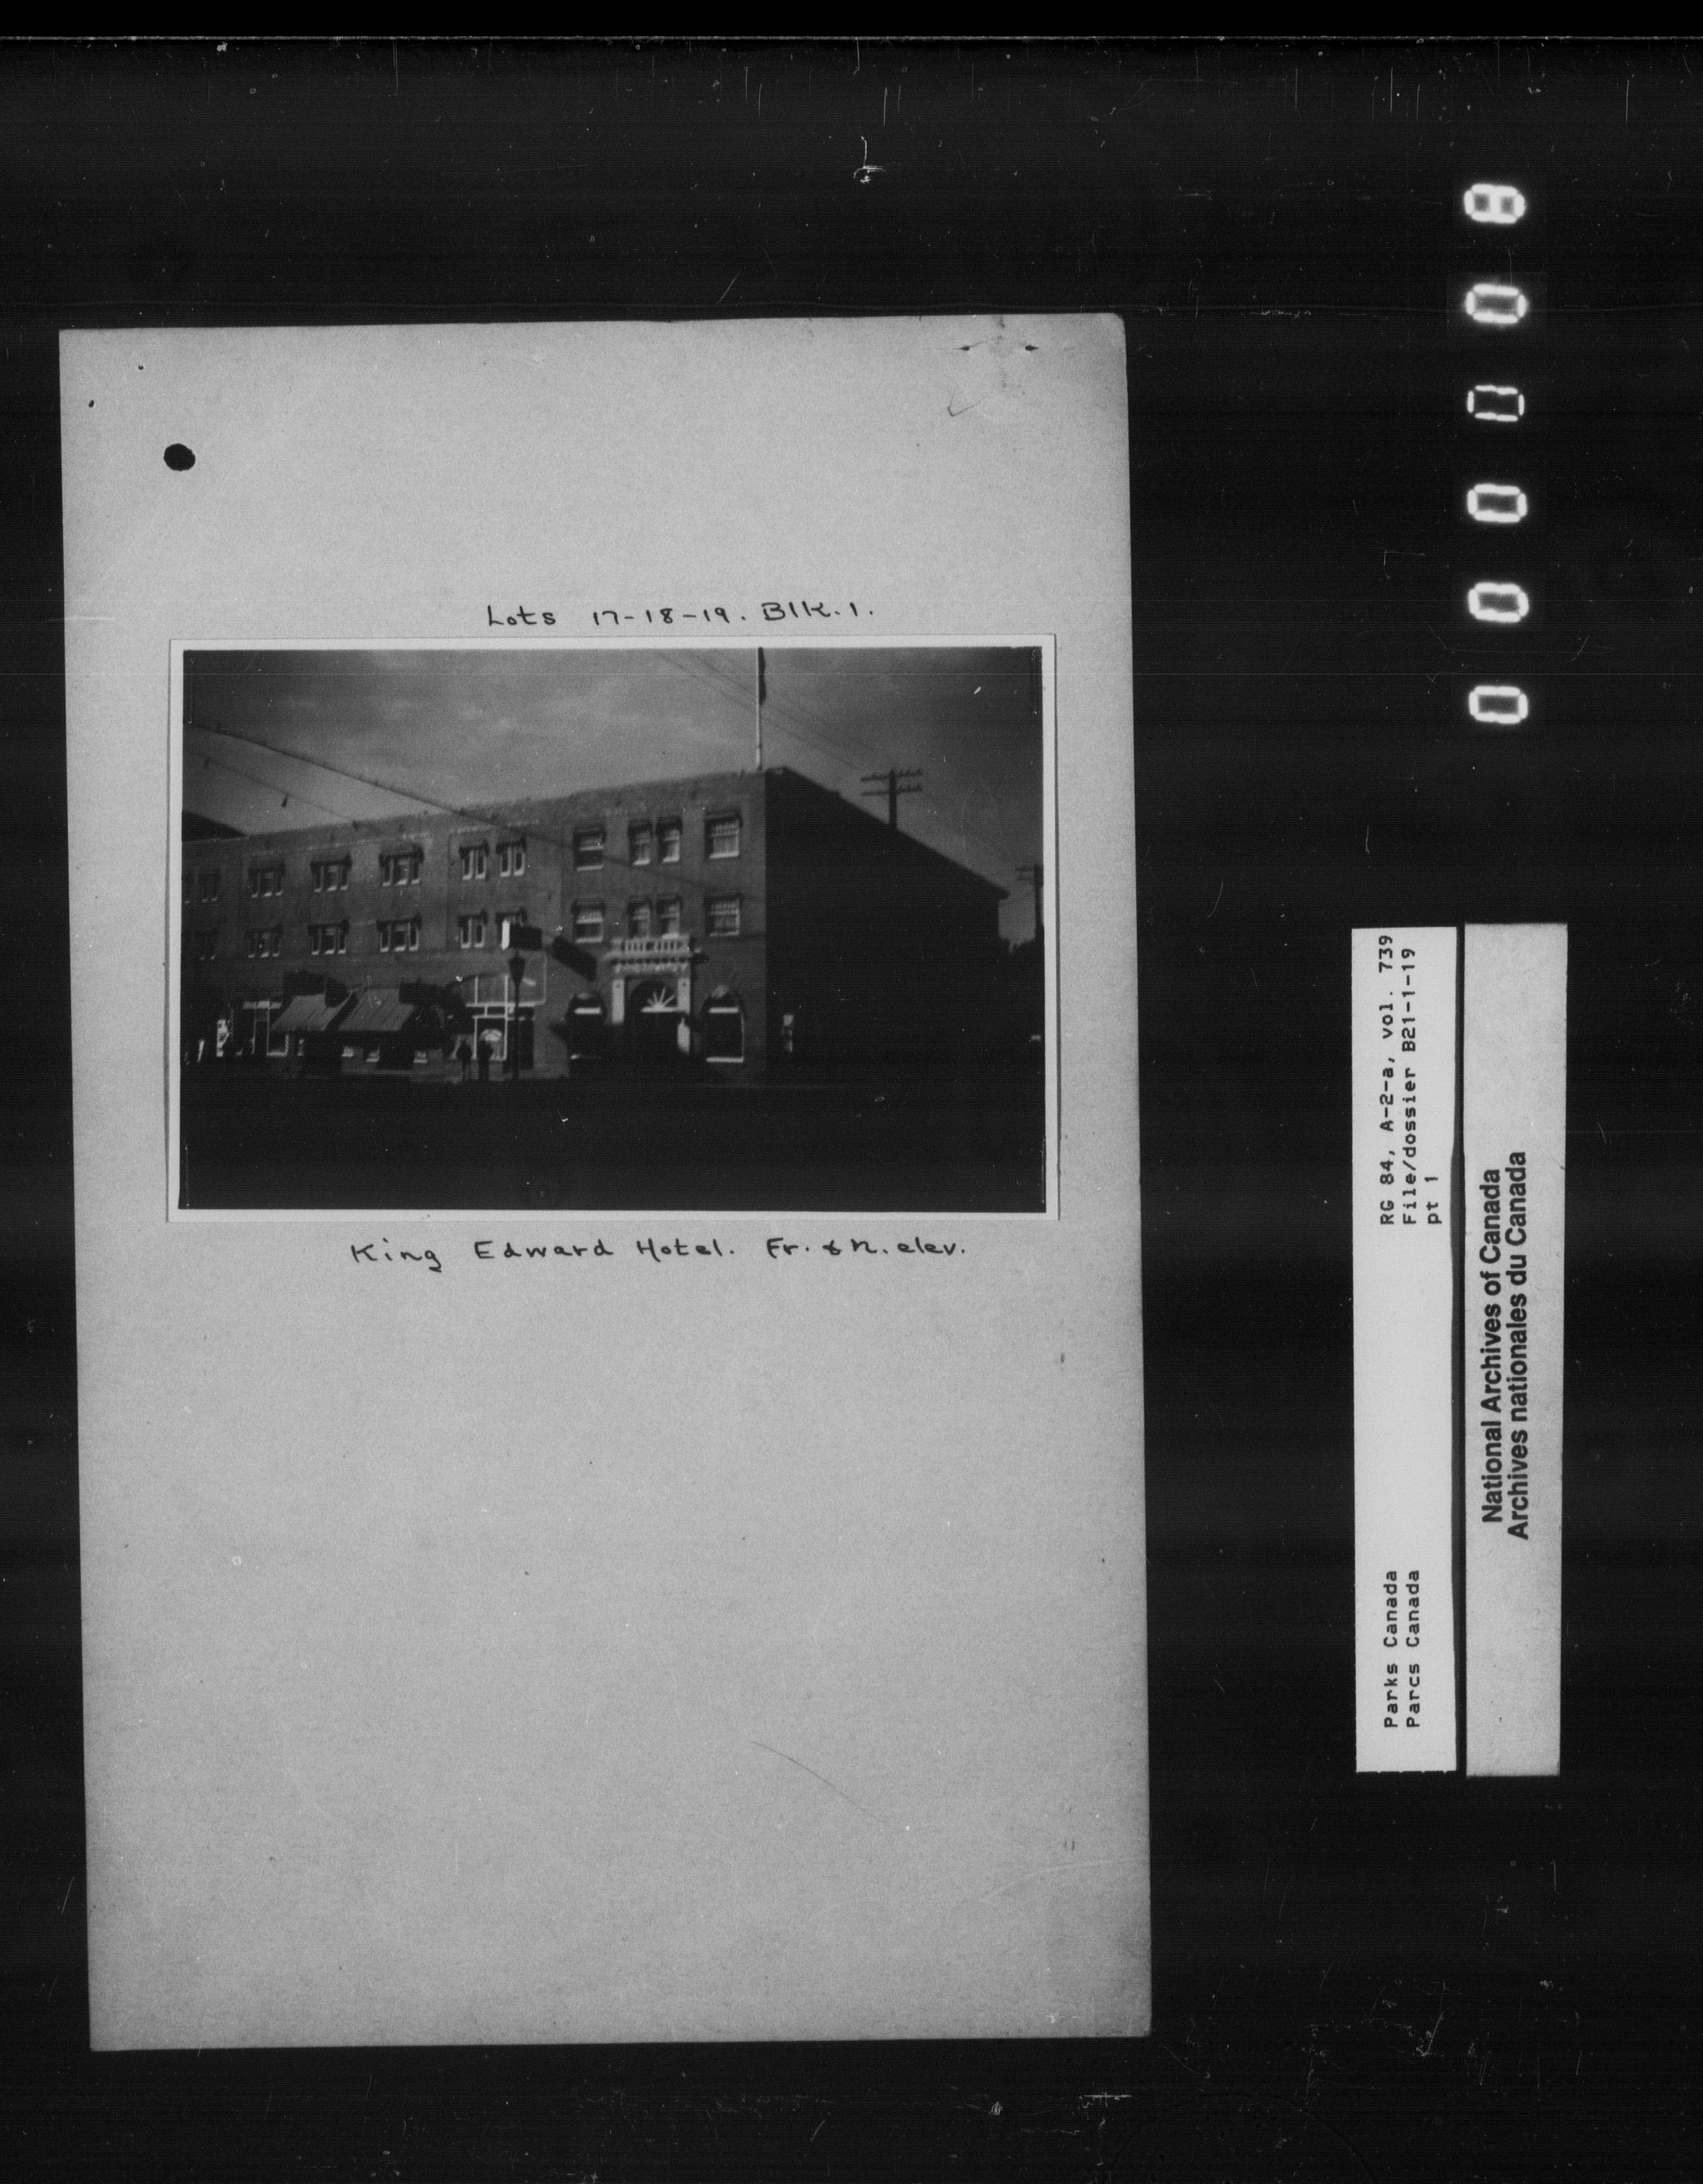 Lots 17-18-19. Blk. 1.
King Edward Hotel. Fr. & N. elev.
RG 84, A-2-a, vol. 739
File/dossier B21-1-19
pt 1
Parks Canada
Parcs Canada
National Archives of Canada
Archives nationales du Canada